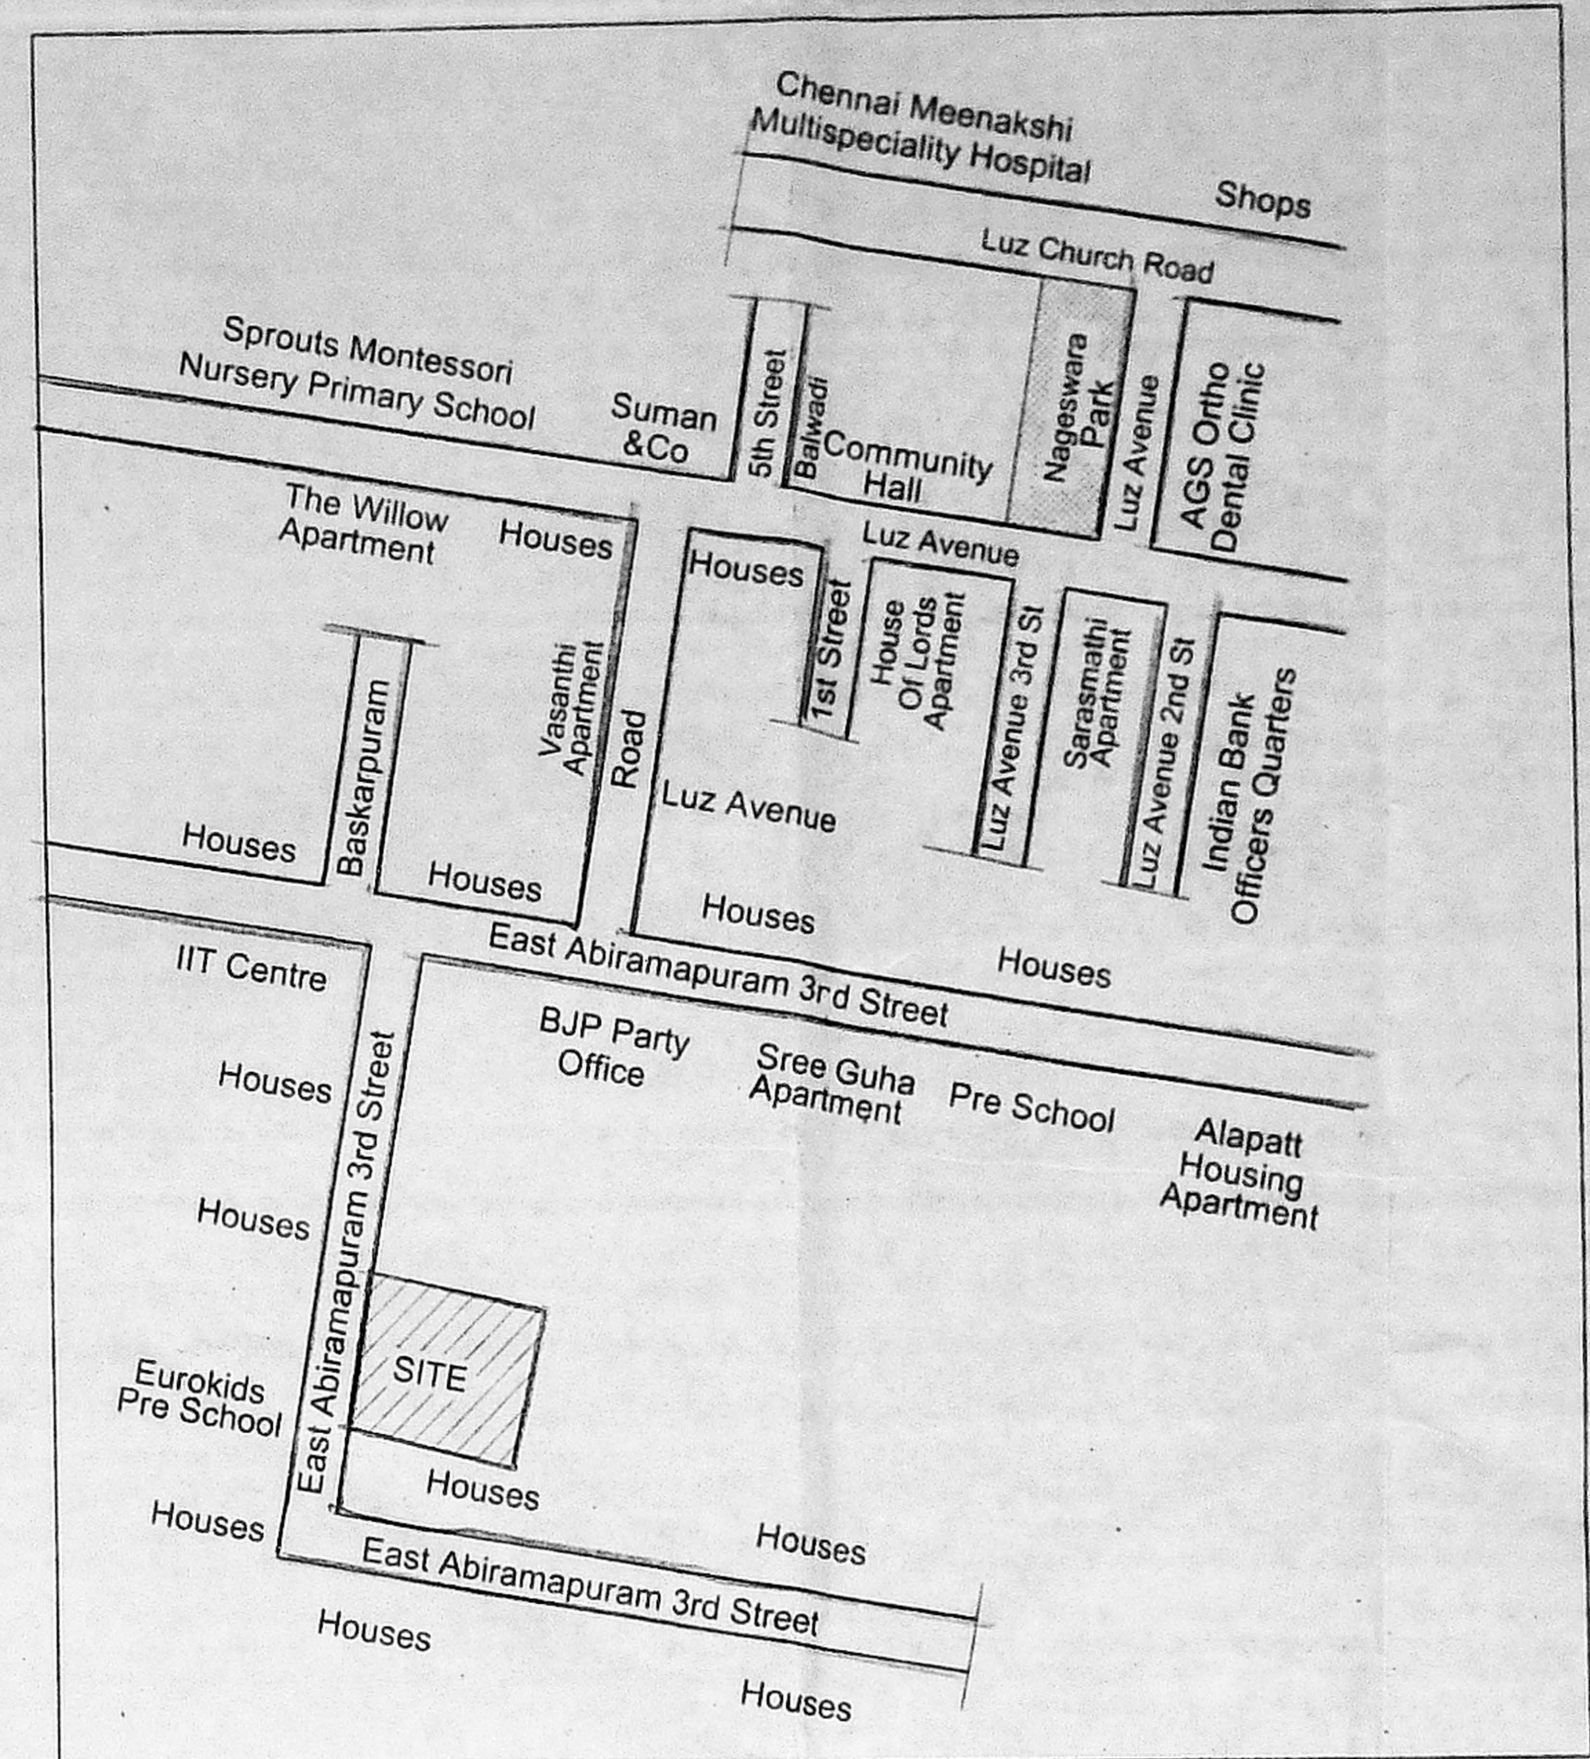 Chennai Meenakshi
Multispeciality Hospital
Shops
Luz Church Road
Sprouts Montessori
Nursery Primary School
Suman
&Co
5th Street
Balwadi
Community
Hall
Nageswara
Park
Luz Avenue
AGS Ortho
Dental Clinic
The Willow
Apartment
Houses
Houses
Luz Avenue
1st Street
House
Of Lords
Apartment
Luz Avenue 3rd St
Sarasmathi
Apartment
Luz Avenue 2nd St
Indian Bank
Officers Quarters
Baskarpuram
Vasanthi
Apartment
Road
Luz Avenue
Houses
Houses
Houses
Houses
East Abiramapuram 3rd Street
IIT Centre
BJP Party
Office
Sree Guha
Apartment
Pre School
Alapatt
Housing
Apartment
Houses
Houses
East Abiramapuram 3rd Street
SITE
Eurokids
Pre School
Houses
Houses
Houses
East Abiramapuram 3rd Street
Houses
Houses